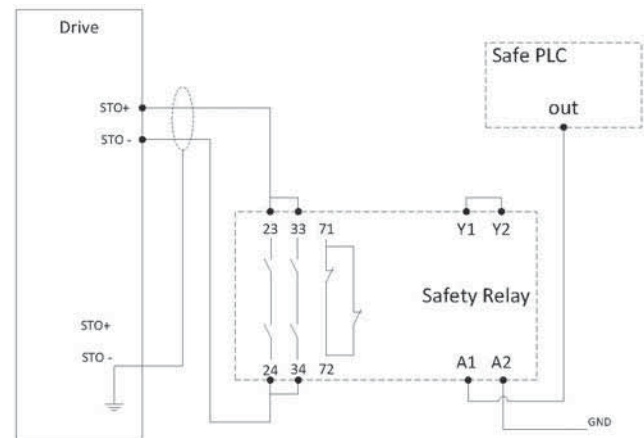 Drive
Safe PLC
out
STO+
STO -
23 33 71 Y1 Y2
Safety Relay
STO+
STO -
24 34 72 A1 A2
GND